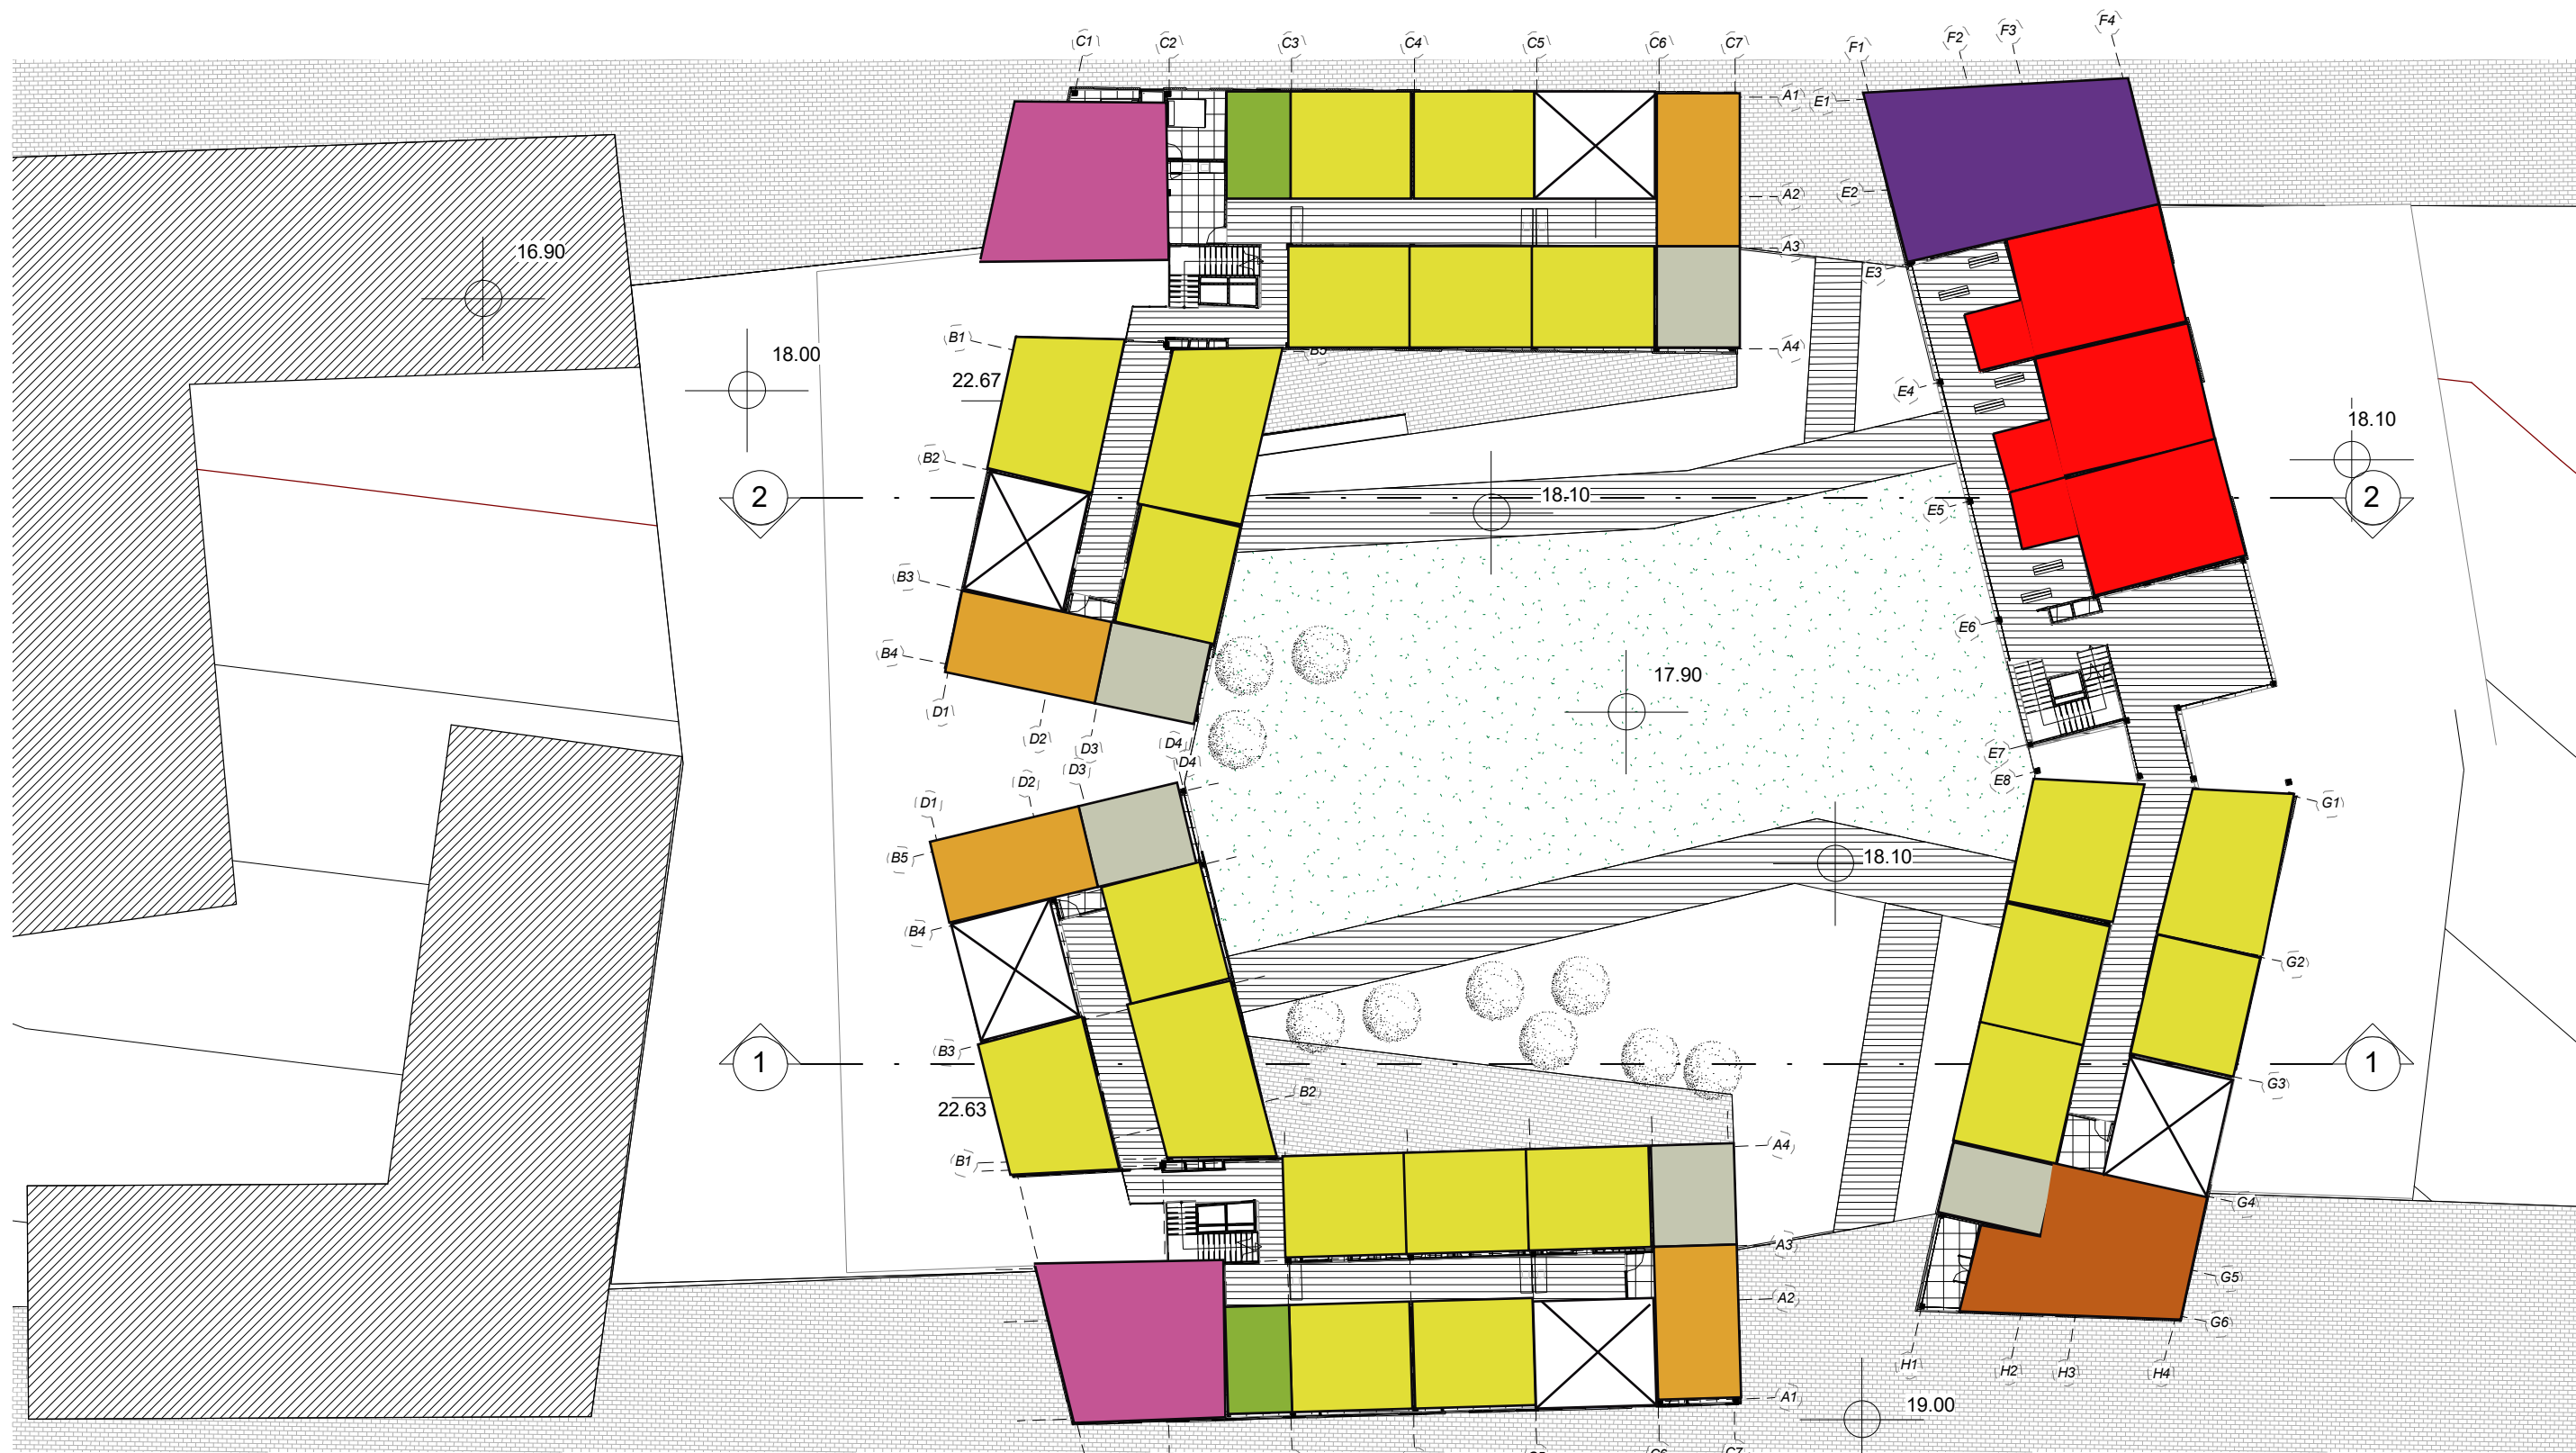 C1 C2 C3 C4 C5 C6 C7 F1 F2 F3 F4
A1 E1
A2 E2
16.90
A3 E3
18.00
B1 B5 A4
22.67
E4
18.10
B2
2 18.10 2
E5
B3
E6
B4
17.90
D1 D2 D3 D4
E7
D2 D3 D4
E8
D1 G1
B5
18.10
B4
G2
B3
1 1
G3
22.63 B2
A4
B1
G4
A3
G5
A2
G6
H1 H2 H3 H4
A1
19.00
C6 C7